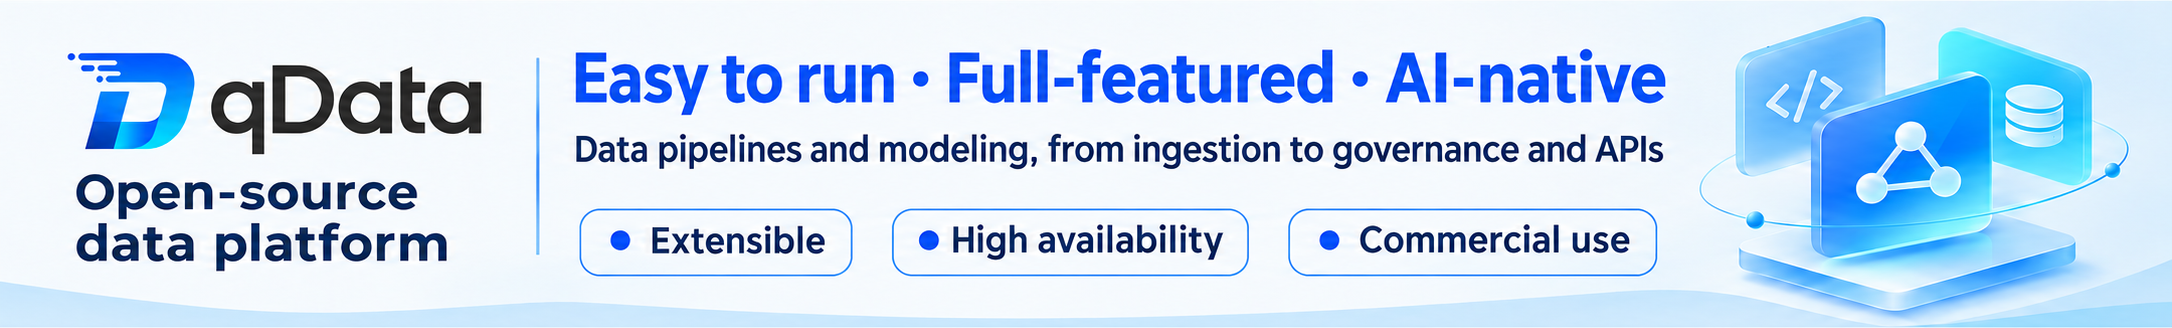 qData
Open-source
data platform
Easy to run · Full-featured · AI-native
Data pipelines and modeling, from ingestion to governance and APIs
Extensible
High availability
Commercial use